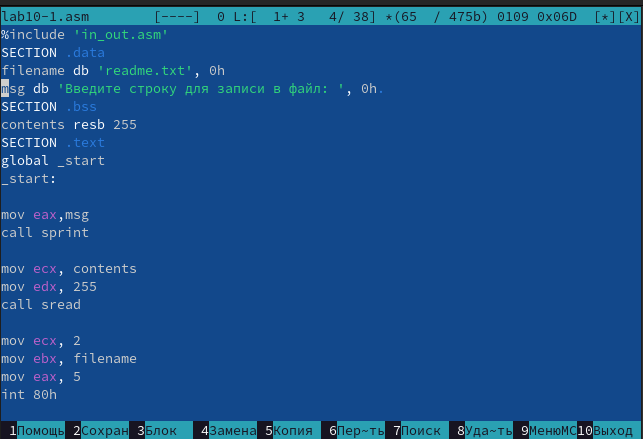 lab10-1.asm [----] 0 L:[ 1+ 3 4/ 38] *(65 / 475b) 0109 0x06D [*][X]
%include 'in_out.asm'
SECTION .data
filename db 'readme.txt', 0h
msg db 'Введите строку для записи в файл: ', 0h.
SECTION .bss
contents resb 255
SECTION .text
global _start
_start:
mov eax,msg
call sprint
mov ecx, contents
mov edx, 255
call sread
mov ecx, 2
mov ebx, filename
mov eax, 5
int 80h
1Помощь 2Сохран 3Блок 4Замена 5Копия 6Пер~ть 7Поиск 8Уда~ть 9МенюMC 10Выход